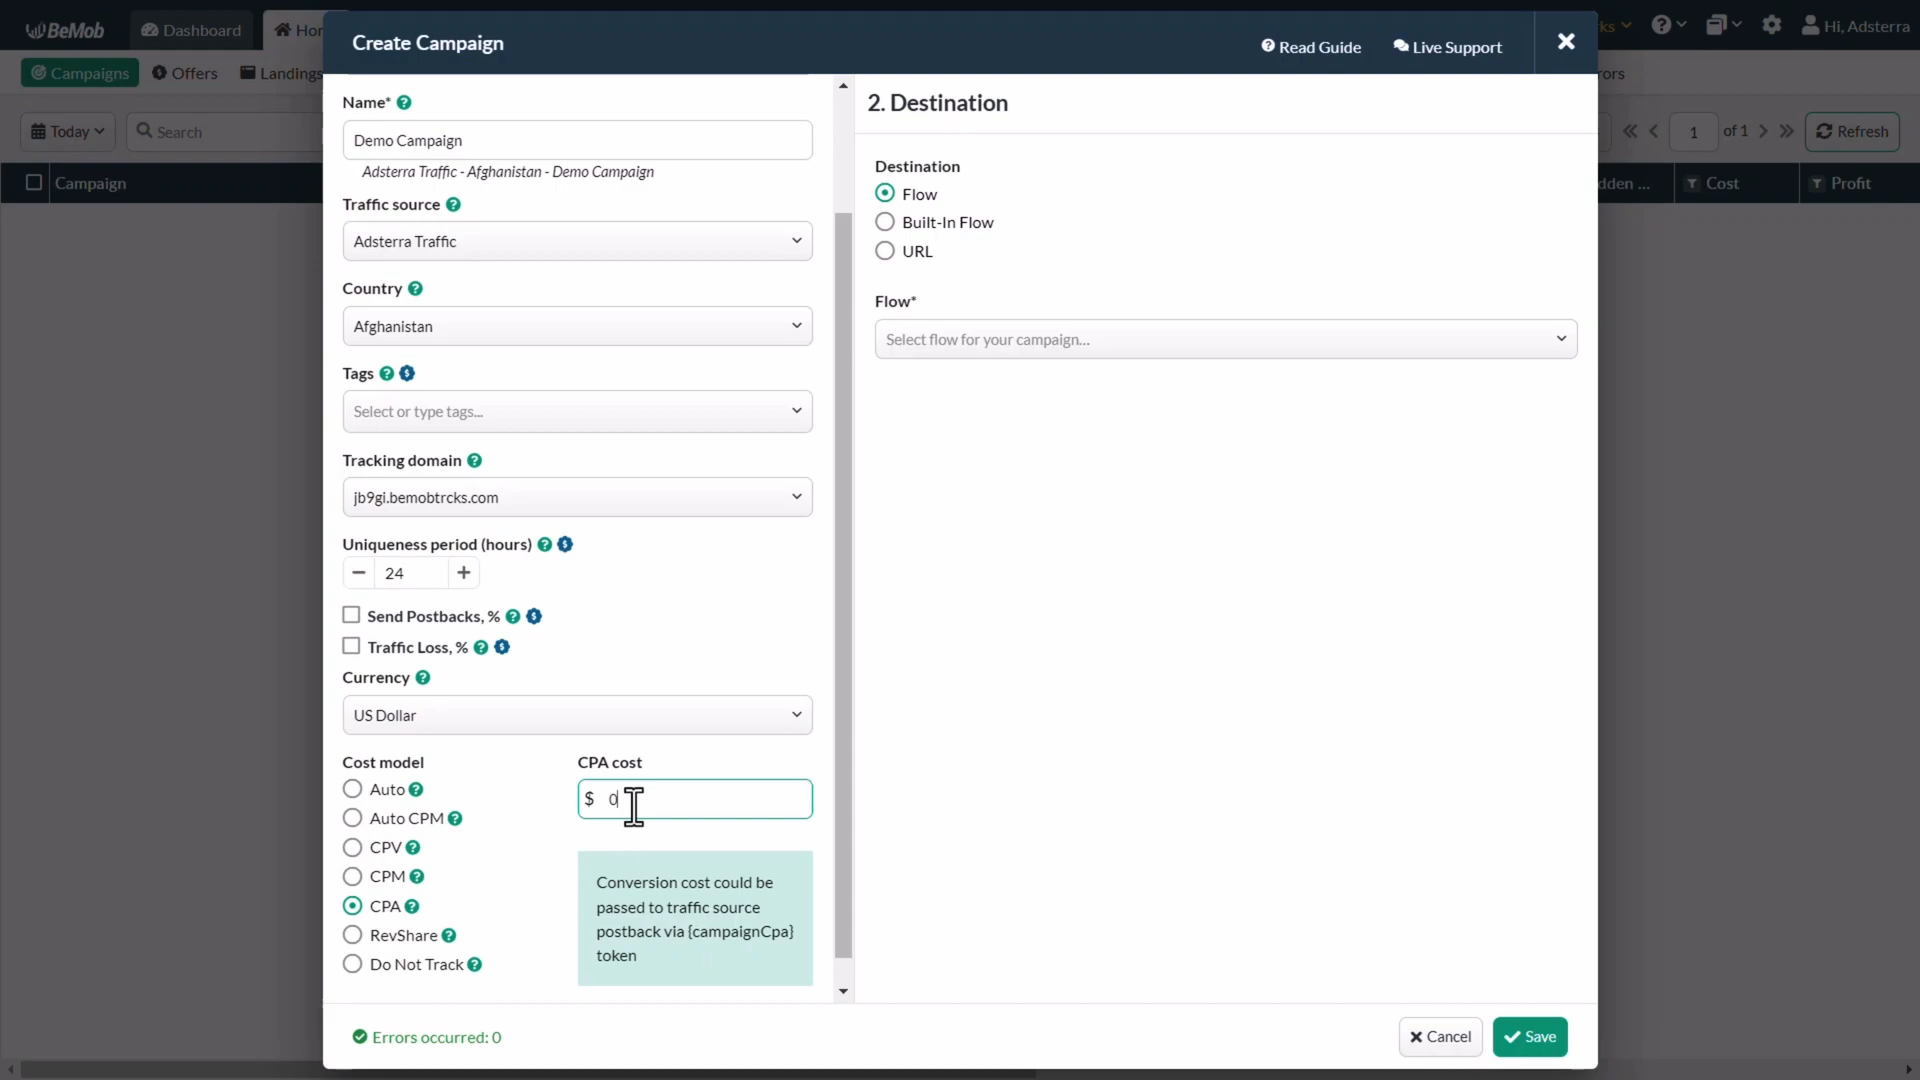 BeMob
Dashboard
Hor
ks
Hi, Adsterra
Create Campaign
Read Guide
Live Support
Campaigns
Offers
Landings
rors
Today
Search
1
of 1
Refresh
Campaign
dden ...
Cost
Profit
Name*
Demo Campaign
Adsterra Traffic - Afghanistan - Demo Campaign
Traffic source
Adsterra Traffic
Country
Afghanistan
Tags
Select or type tags...
Tracking domain
jb9gi.bemobtrcks.com
Uniqueness period (hours)
24
Send Postbacks, %
Traffic Loss, %
Currency
US Dollar
Cost model
Auto
Auto CPM
CPV
CPM
CPA
RevShare
Do Not Track
CPA cost
$ 0
Conversion cost could be
passed to traffic source
postback via {campaignCpa}
token
2. Destination
Destination
Flow
Built-In Flow
URL
Flow*
Select flow for your campaign...
Errors occurred: 0
Cancel
Save